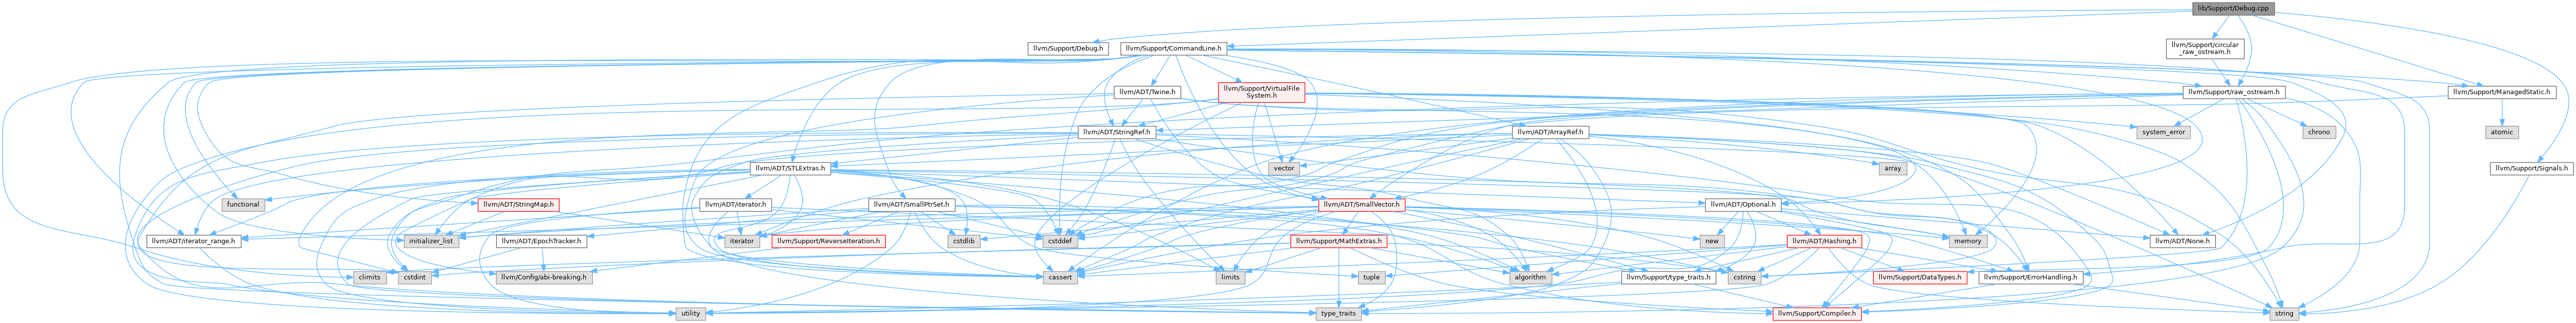 lib/Support/Debug.cpp
llvm/Support/Debug.h
llvm/Support/CommandLine.h
llvm/Support/circular
_raw_ostream.h
llvm/ADT/Twine.h
llvm/Support/VirtualFile
System.h
llvm/Support/raw_ostream.h
llvm/Support/ManagedStatic.h
llvm/ADT/StringRef.h
llvm/ADT/ArrayRef.h
system_error
chrono
atomic
llvm/ADT/STLExtras.h
vector
array
llvm/Support/Signals.h
functional
llvm/ADT/StringMap.h
llvm/ADT/iterator.h
llvm/ADT/SmallPtrSet.h
llvm/ADT/SmallVector.h
llvm/ADT/Optional.h
llvm/ADT/iterator_range.h
initializer_list
llvm/ADT/EpochTracker.h
iterator
llvm/Support/ReverseIteration.h
cstdlib
cstddef
llvm/Support/MathExtras.h
new
llvm/ADT/Hashing.h
memory
llvm/ADT/None.h
climits
cstdint
llvm/Config/abi-breaking.h
cassert
limits
tuple
algorithm
llvm/Support/type_traits.h
cstring
llvm/Support/DataTypes.h
llvm/Support/ErrorHandling.h
utility
type_traits
llvm/Support/Compiler.h
string